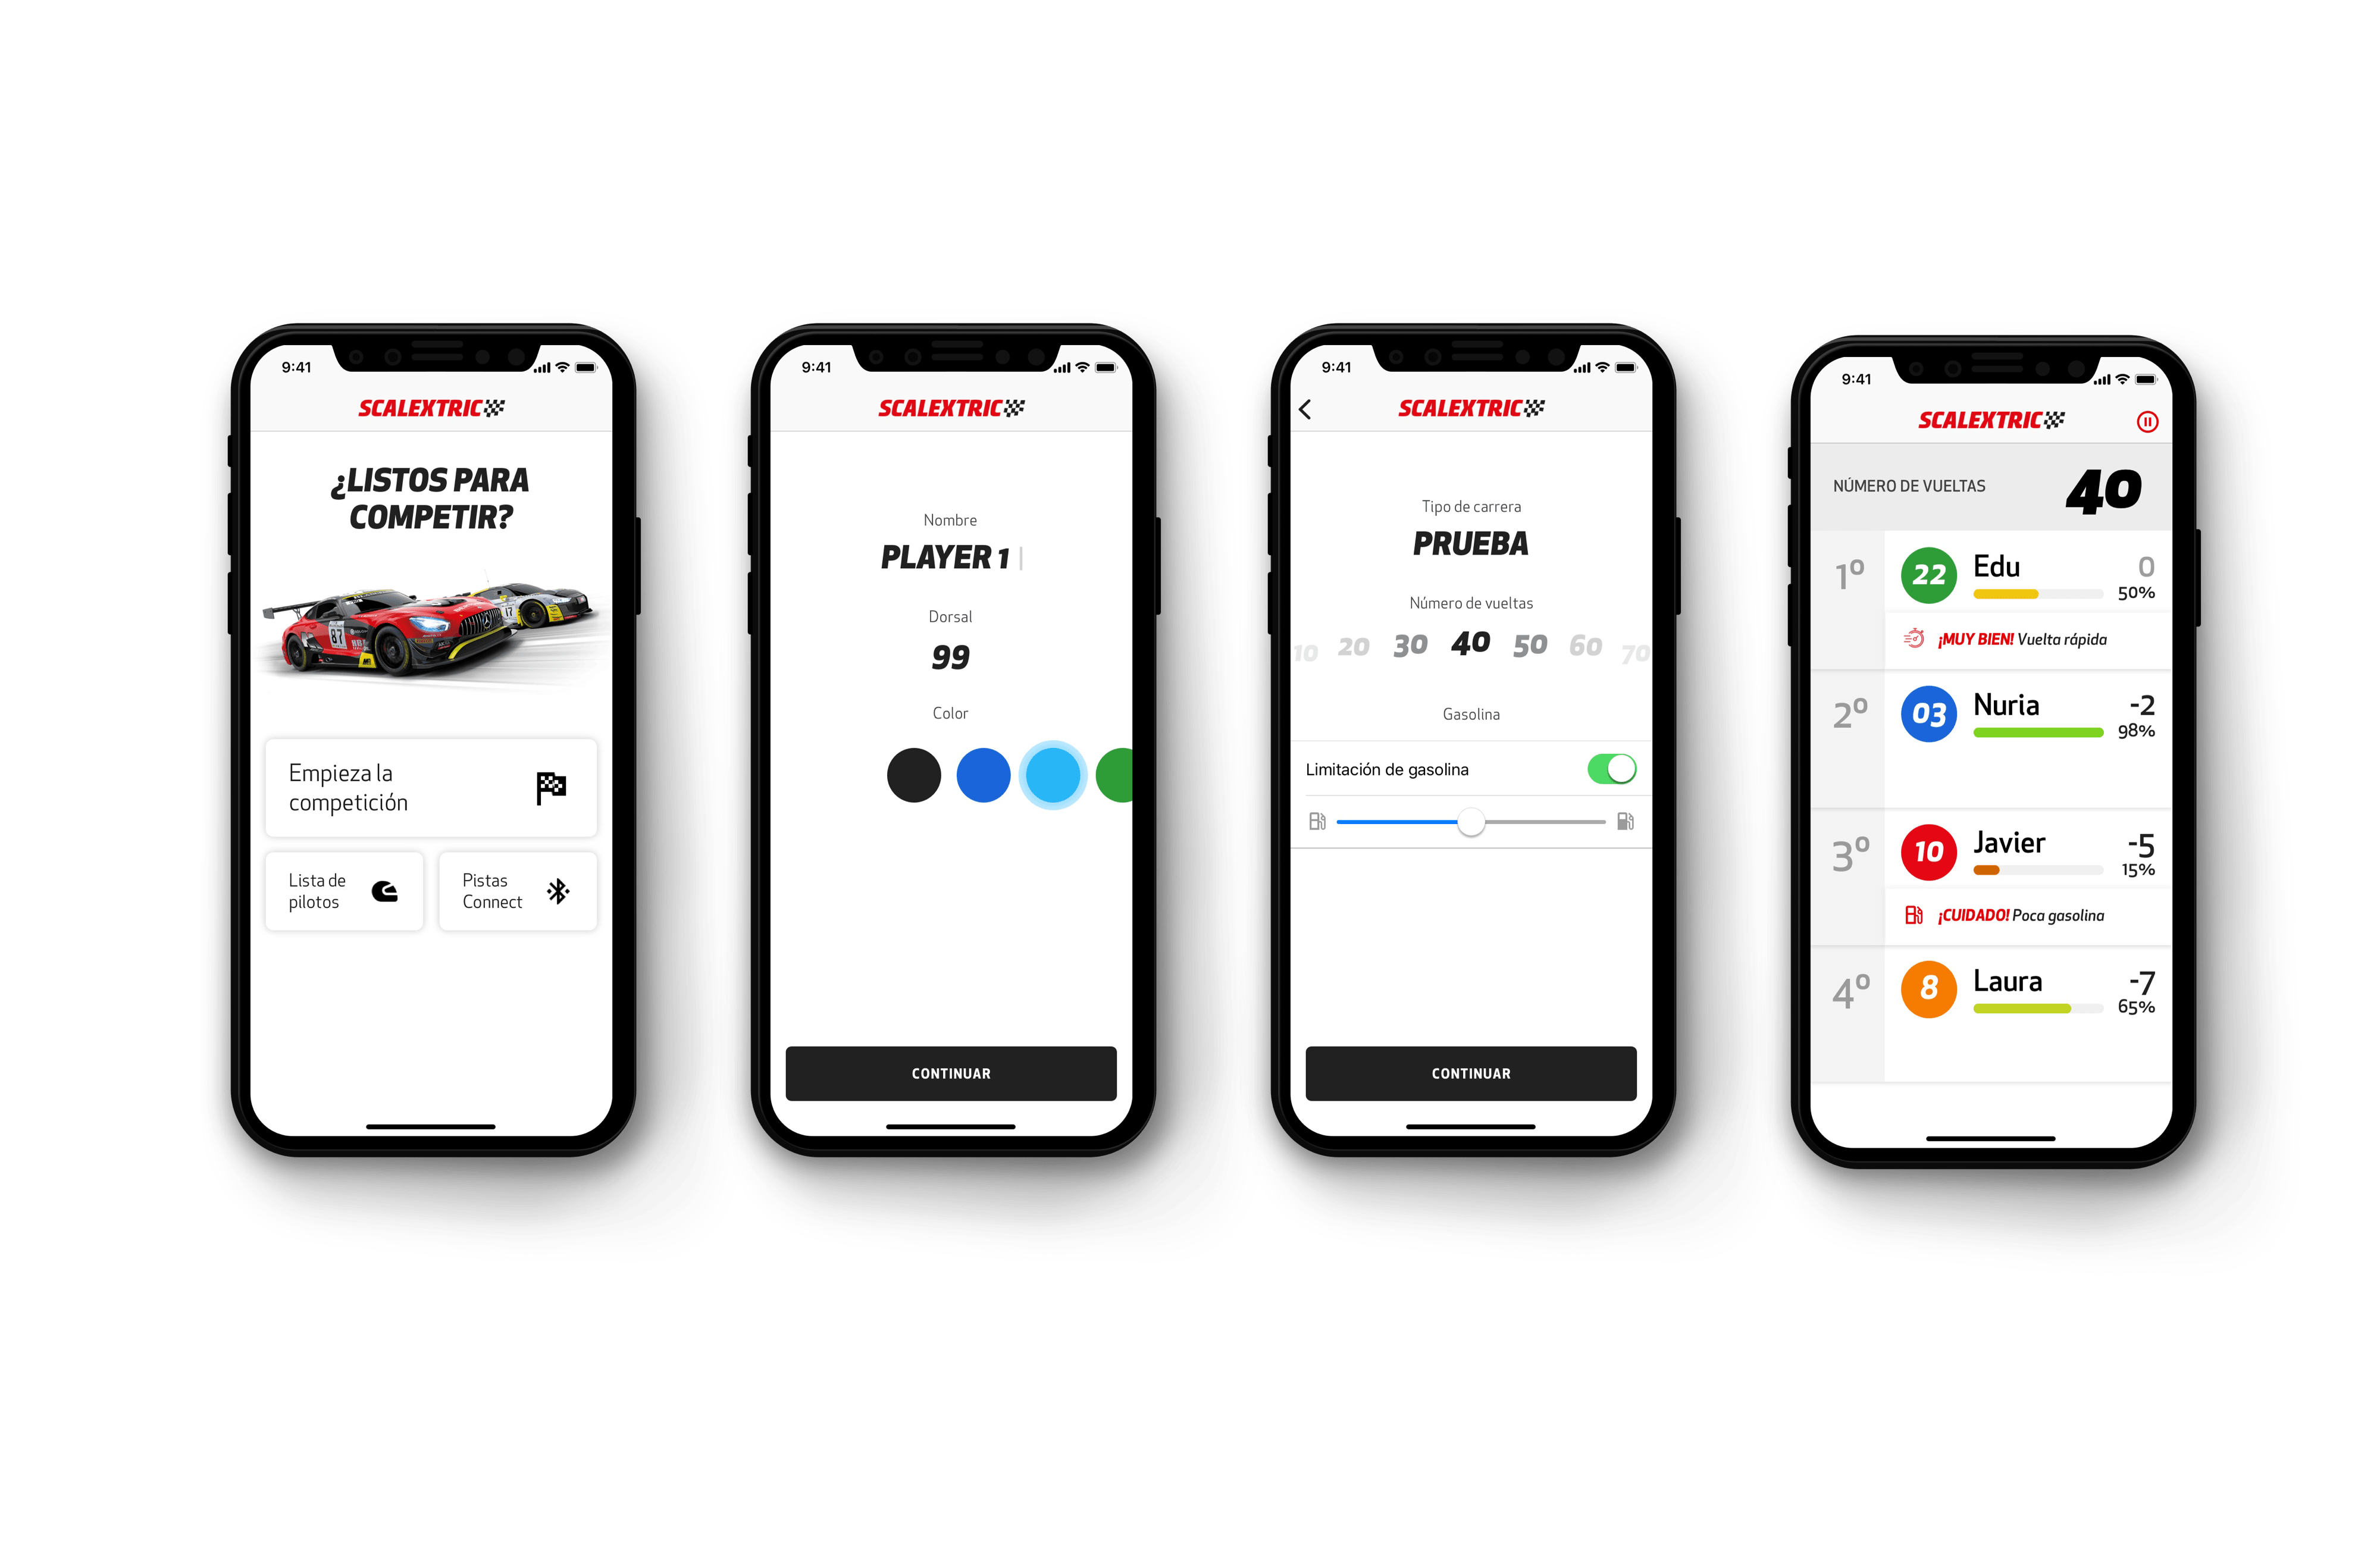 9:41
SCALEXTRIC
¿LISTOS PARA
COMPETIR?
87
17
Empieza la
competición
Lista de
pilotos
Pistas
Connect
9:41
SCALEXTRIC
Nombre
PLAYER 1
Dorsal
99
Color
CONTINUAR
9:41
SCALEXTRIC
Tipo de carrera
PRUEBA
Número de vueltas
10 20 30 40 50 60 70
Gasolina
Limitación de gasolina
CONTINUAR
9:41
SCALEXTRIC
NÚMERO DE VUELTAS 40
1º 22 Edu 0
50%
¡MUY BIEN! Vuelta rápida
2º 03 Nuria -2
98%
3º 10 Javier -5
15%
¡CUIDADO! Poca gasolina
4º 8 Laura -7
65%